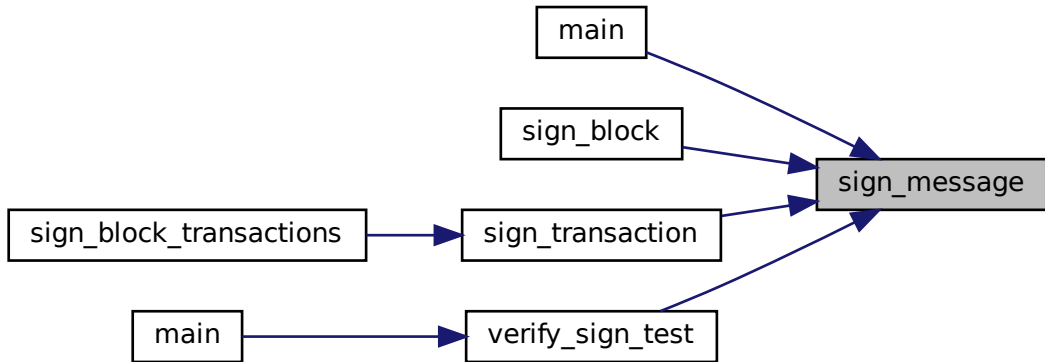 main
sign_block
sign_message
sign_block_transactions
sign_transaction
main
verify_sign_test